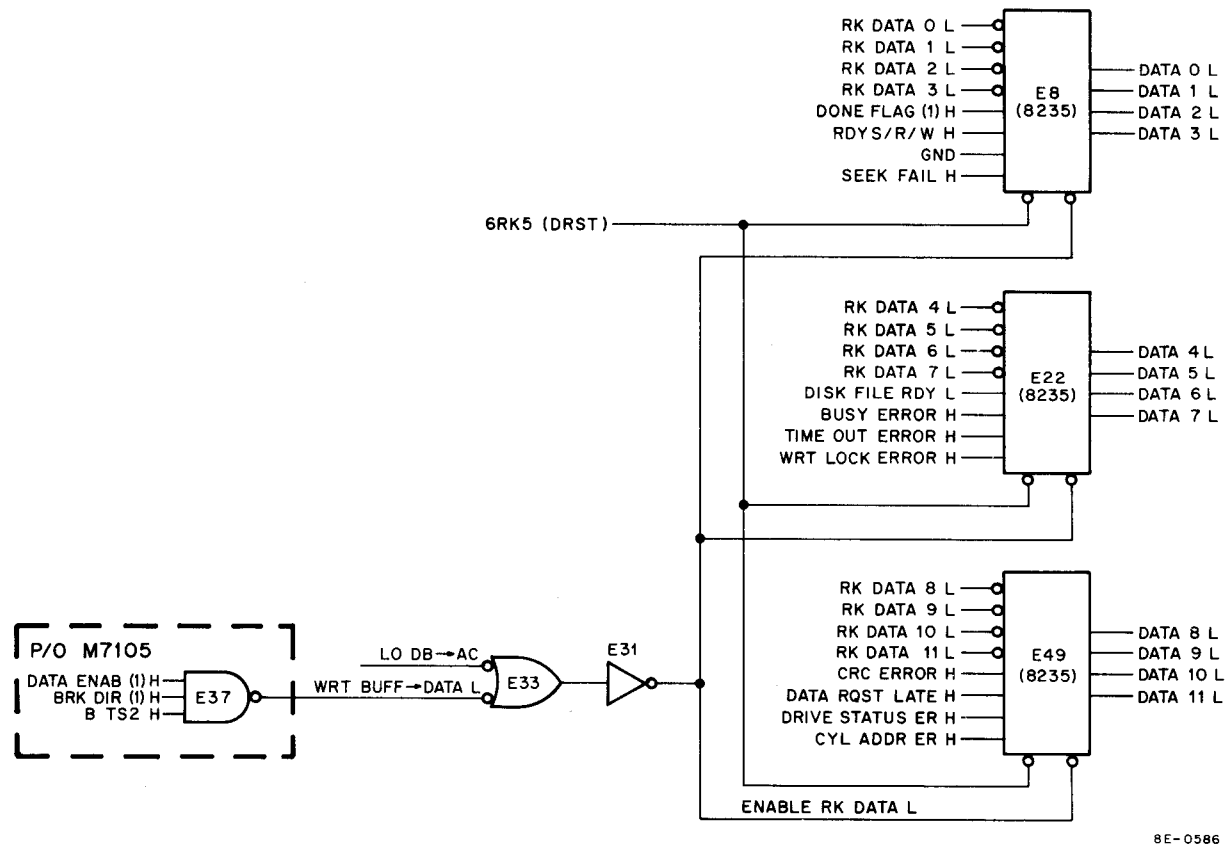 RK DATA 0 L
RK DATA 1 L
RK DATA 2 L
RK DATA 3 L
DONE FLAG (1) H
RDYS/R/W H
GND
SEEK FAIL H
E8
(8235)
DATA 0 L
DATA 1 L
DATA 2 L
DATA 3 L
6RK5 (DRST)
RK DATA 4 L
RK DATA 5 L
RK DATA 6 L
RK DATA 7 L
DISK FILE RDY L
BUSY ERROR H
TIME OUT ERROR H
WRT LOCK ERROR H
E22
(8235)
DATA 4 L
DATA 5 L
DATA 6 L
DATA 7 L
RK DATA 8 L
RK DATA 9 L
RK DATA 10 L
RK DATA 11 L
CRC ERROR H
DATA RQST LATE H
DRIVE STATUS ER H
CYL ADDR ER H
E49
(8235)
DATA 8 L
DATA 9 L
DATA 10 L
DATA 11 L
P/O M7105
DATA ENAB (1) H
BRK DIR (1) H
B TS2 H
E37
LO DB→AC
WRT BUFF→DATA L
E33
E31
ENABLE RK DATA L
8E-0586